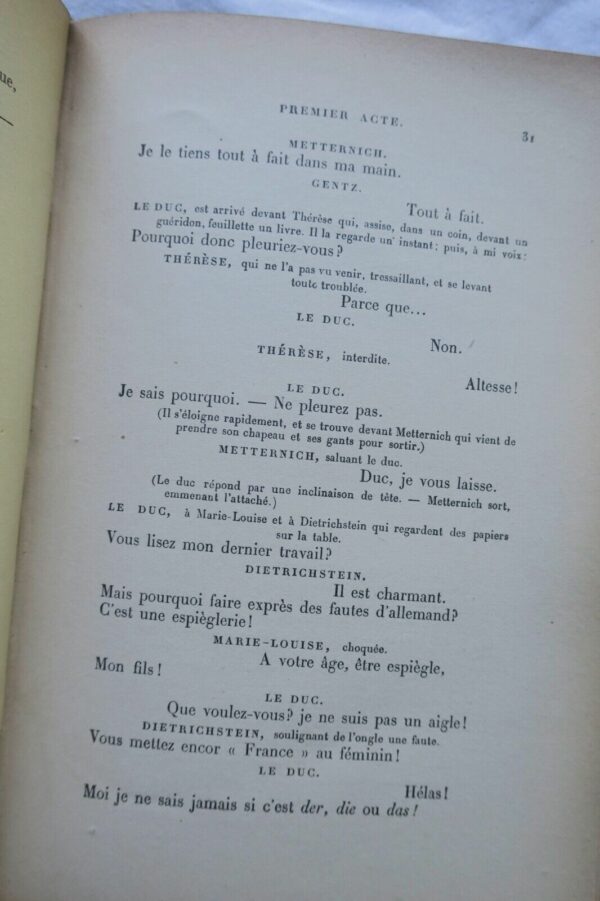 ue,
PREMIER ACTE.
31
METTERNICH.
Je le tiens tout à fait dans ma main.
GENTZ.
Tout à fait.
LE DUC, est arrivé devant Thérèse qui, assise, dans un coin, devant un
guéridon, feuillette un livre. Il la regarde un instant; puis, à mi voix:
Pourquoi donc pleuriez-vous?
THÉRÈSE, qui ne l'a pas vu venir, tressaillant, et se levant
toute troublée.
Parce que...
LE DUC.
Non.
THÉRÈSE, interdite.
Altesse!
LE DUC.
Je sais pourquoi. — Ne pleurez pas.
(Il s'éloigne rapidement, et se trouve devant Metternich qui vient de
prendre son chapeau et ses gants pour sortir.)
METTERNICH, saluant le duc.
Duc, je vous laisse.
(Le duc répond par une inclinaison de tête. — Metternich sort,
emmenant l'attaché.)
LE DUC, à Marie-Louise et à Dietrichstein qui regardent des papiers
sur la table.
Vous lisez mon dernier travail?
DIETRICHSTEIN.
Il est charmant.
Mais pourquoi faire exprès des fautes d'allemand?
C'est une espièglerie!
MARIE-LOUISE, choquée.
A votre âge, être espiègle,
Mon fils!
LE DUC.
Que voulez-vous? je ne suis pas un aigle!
DIETRICHSTEIN, soulignant de l'ongle une faute.
Vous mettez encor « France » au féminin!
LE DUC.
Hélas!
Moi je ne sais jamais si c'est der, die ou das!